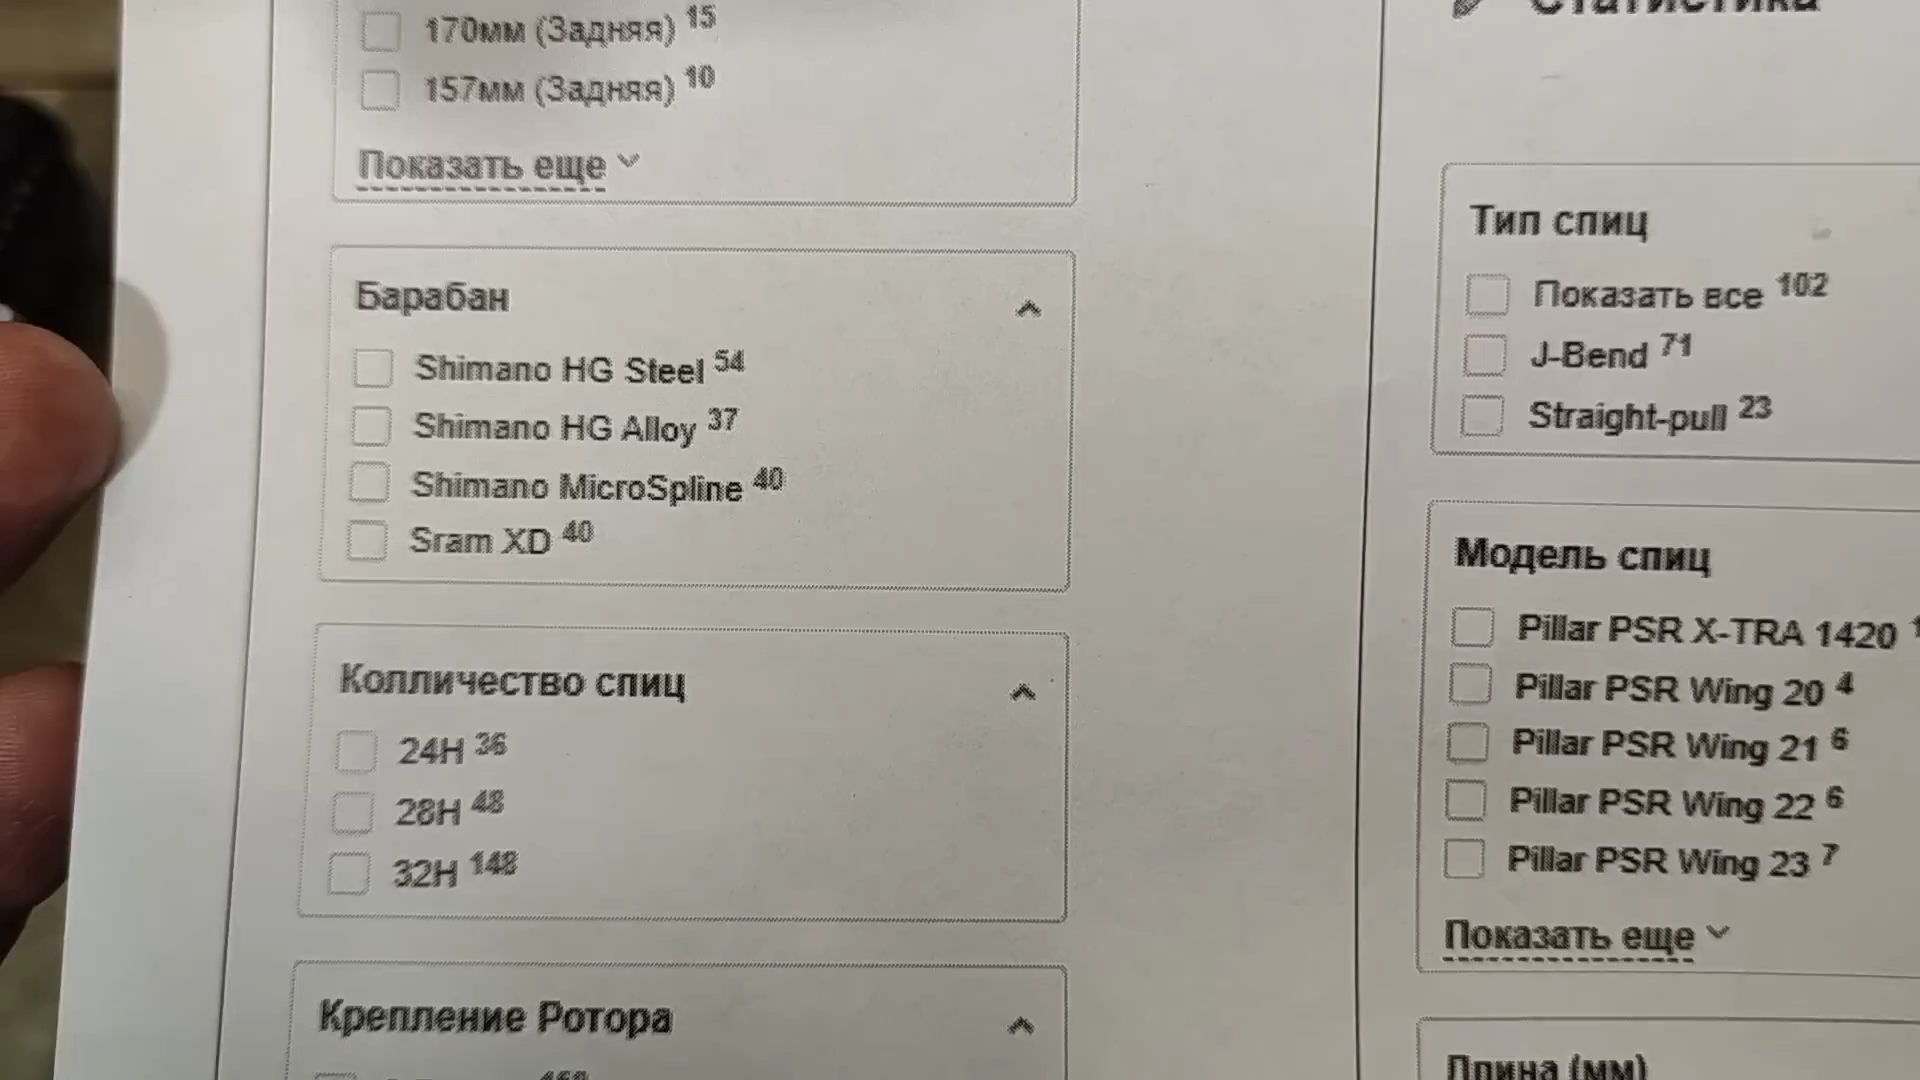 170мм (Задняя) 15
157мм (Задняя) 10
Показать еще
Барабан
Shimano HG Steel 54
Shimano HG Alloy 37
Shimano MicroSpline 40
Sram XD 40
Колличество спиц
24H 36
28H 48
32H 148
Крепление Ротора
Статистика
Тип спиц
Показать все 102
J-Bend 71
Straight-pull 23
Модель спиц
Pillar PSR X-TRA 1420
Pillar PSR Wing 20 4
Pillar PSR Wing 21 6
Pillar PSR Wing 22 6
Pillar PSR Wing 23 7
Показать еще
Длина (мм)